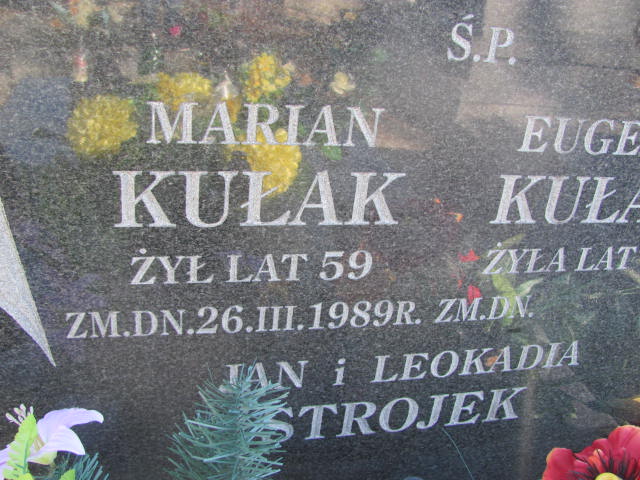 Ś.P.
MARIAN
KUŁAK
ŻYŁ LAT 59
ZM.DN.26.III.1989R.
EUGE
KUŁA
ŻYŁA LAT
ZM.DN.
JAN i LEOKADIA
STROJEK